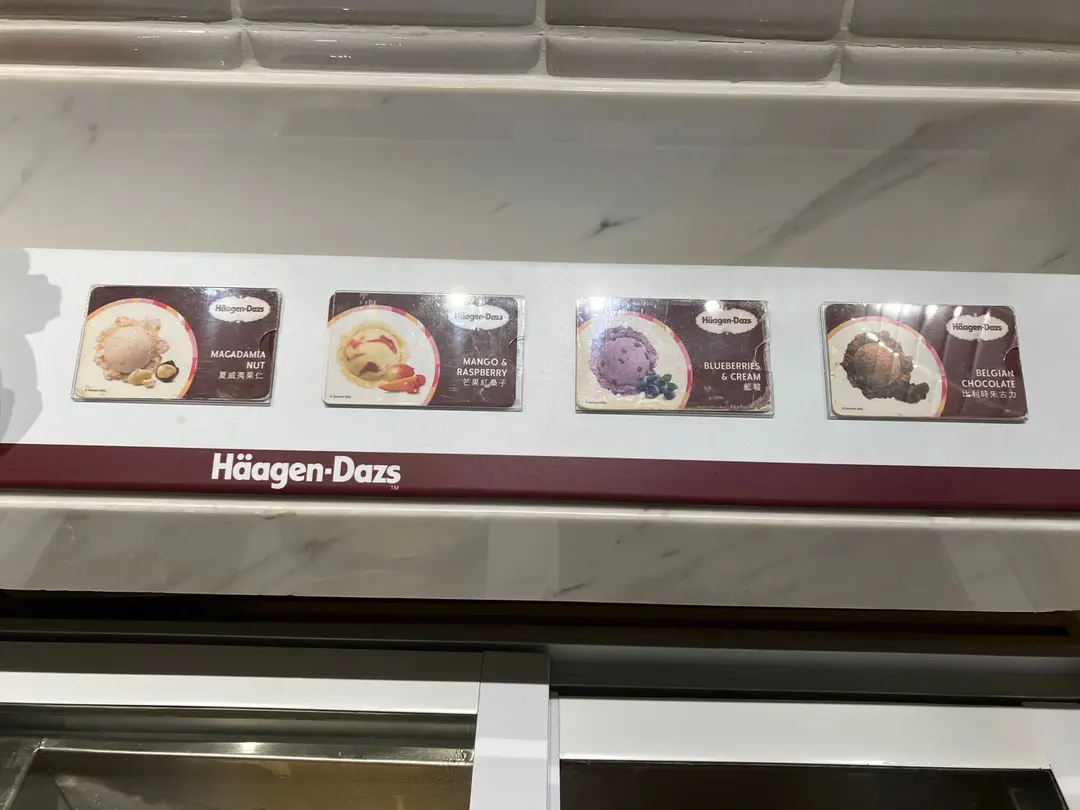 Häagen-Dazs
MACADAMIA
NUT
夏威夷果仁
Häagen-Dazs
MANGO &
RASPBERRY
芒果紅桑子
Häagen-Dazs
BLUEBERRIES
& CREAM
藍莓
Häagen-Dazs
BELGIAN
CHOCOLATE
比利時朱古力
Häagen-Dazs
TM